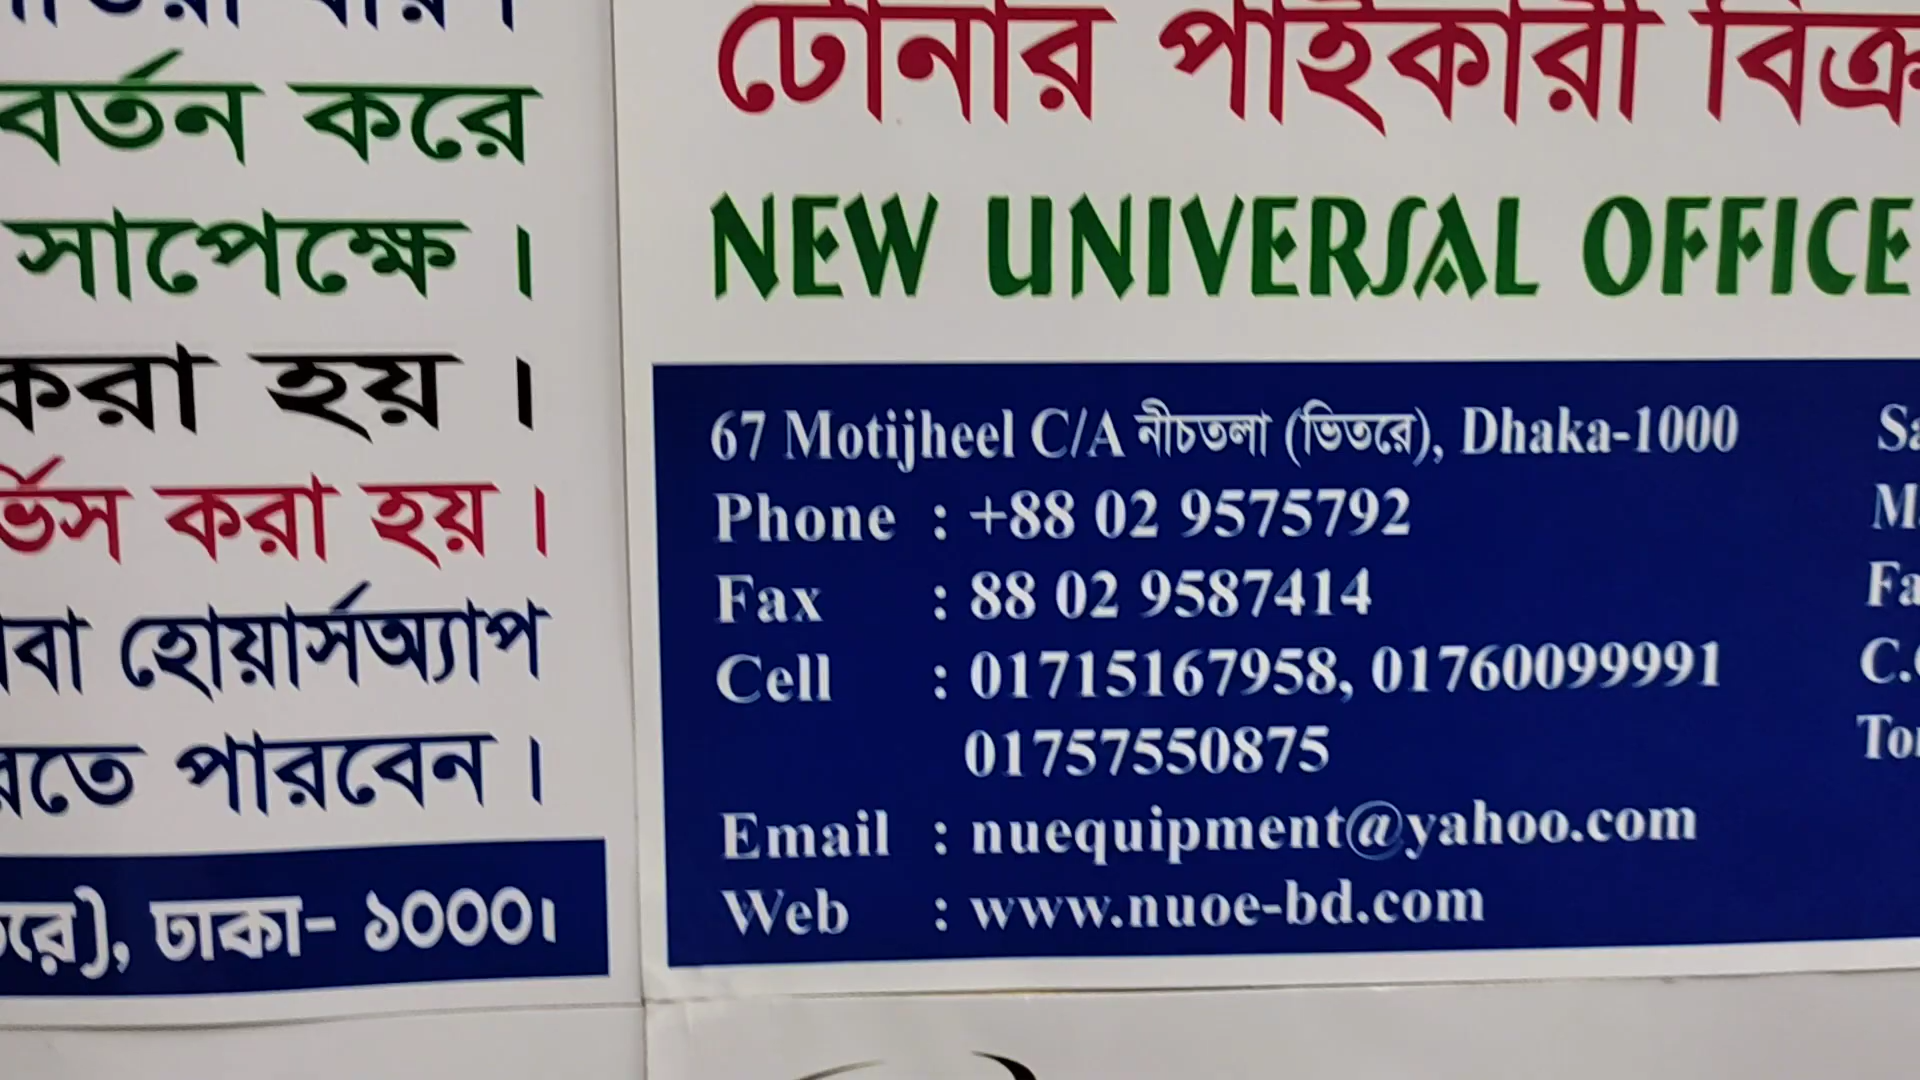 বর্তন করে
সাপেক্ষে ।
করা হয় ।
র্ভিস করা হয় ।
বা হোয়ার্সঅ্যাপ
রতে পারবেন ।
রে), ঢাকা- ১০০০।
টোনার পাইকারী বিক্র
NEW UNIVERSAL OFFICE
67 Motijheel C/A নীচতলা (ভিতরে), Dhaka-1000
Phone : +88 02 9575792
Fax : 88 02 9587414
Cell : 01715167958, 01760099991
01757550875
Email : nuequipment@yahoo.com
Web : www.nuoe-bd.com